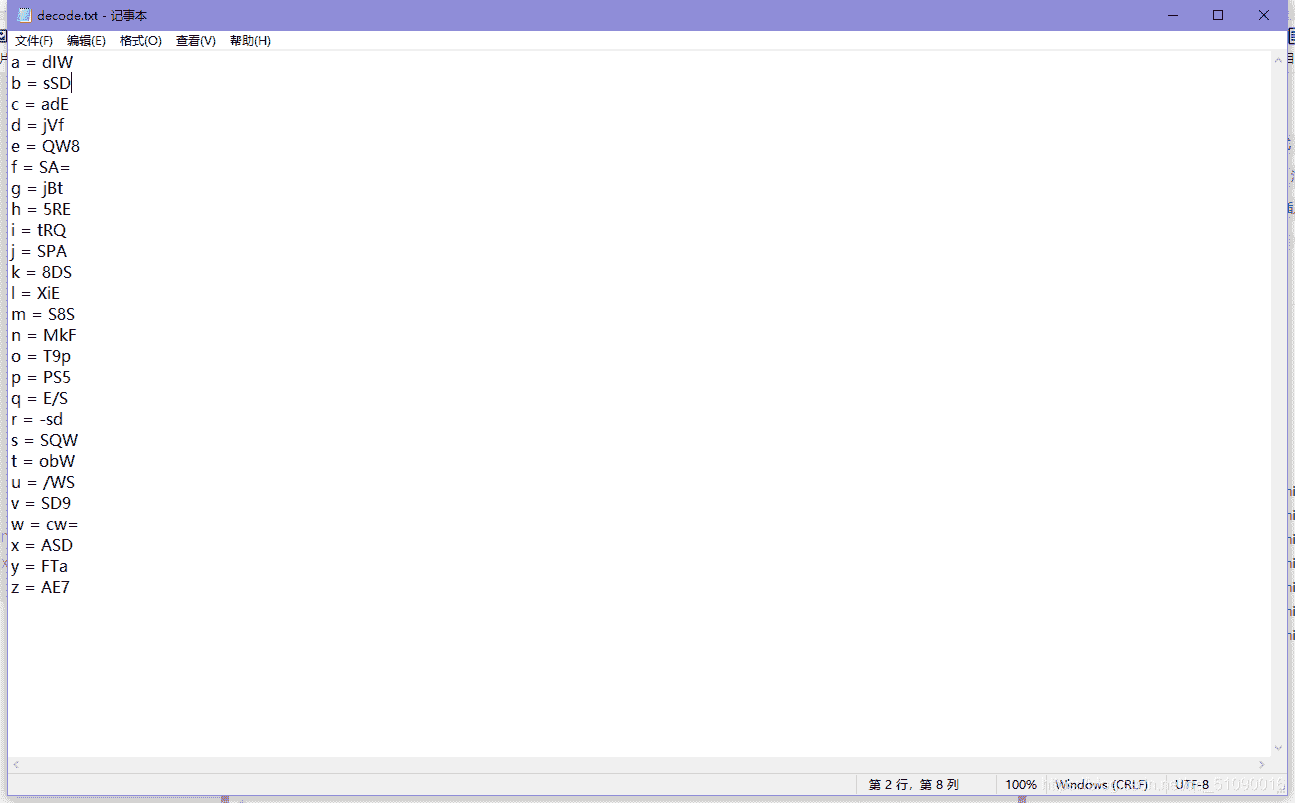 decode.txt - 记事本
文件(F) 编辑(E) 格式(O) 查看(V) 帮助(H)
a = dIW
b = sSD
c = adE
d = jVf
e = QW8
f = SA=
g = jBt
h = 5RE
i = tRQ
j = SPA
k = 8DS
l = XiE
m = S8S
n = MkF
o = T9p
p = PS5
q = E/S
r = -sd
s = SQW
t = obW
u = /WS
v = SD9
w = cw=
x = ASD
y = FTa
z = AE7
第 2 行，第 8 列 100% Windows (CRLF) UTF-8